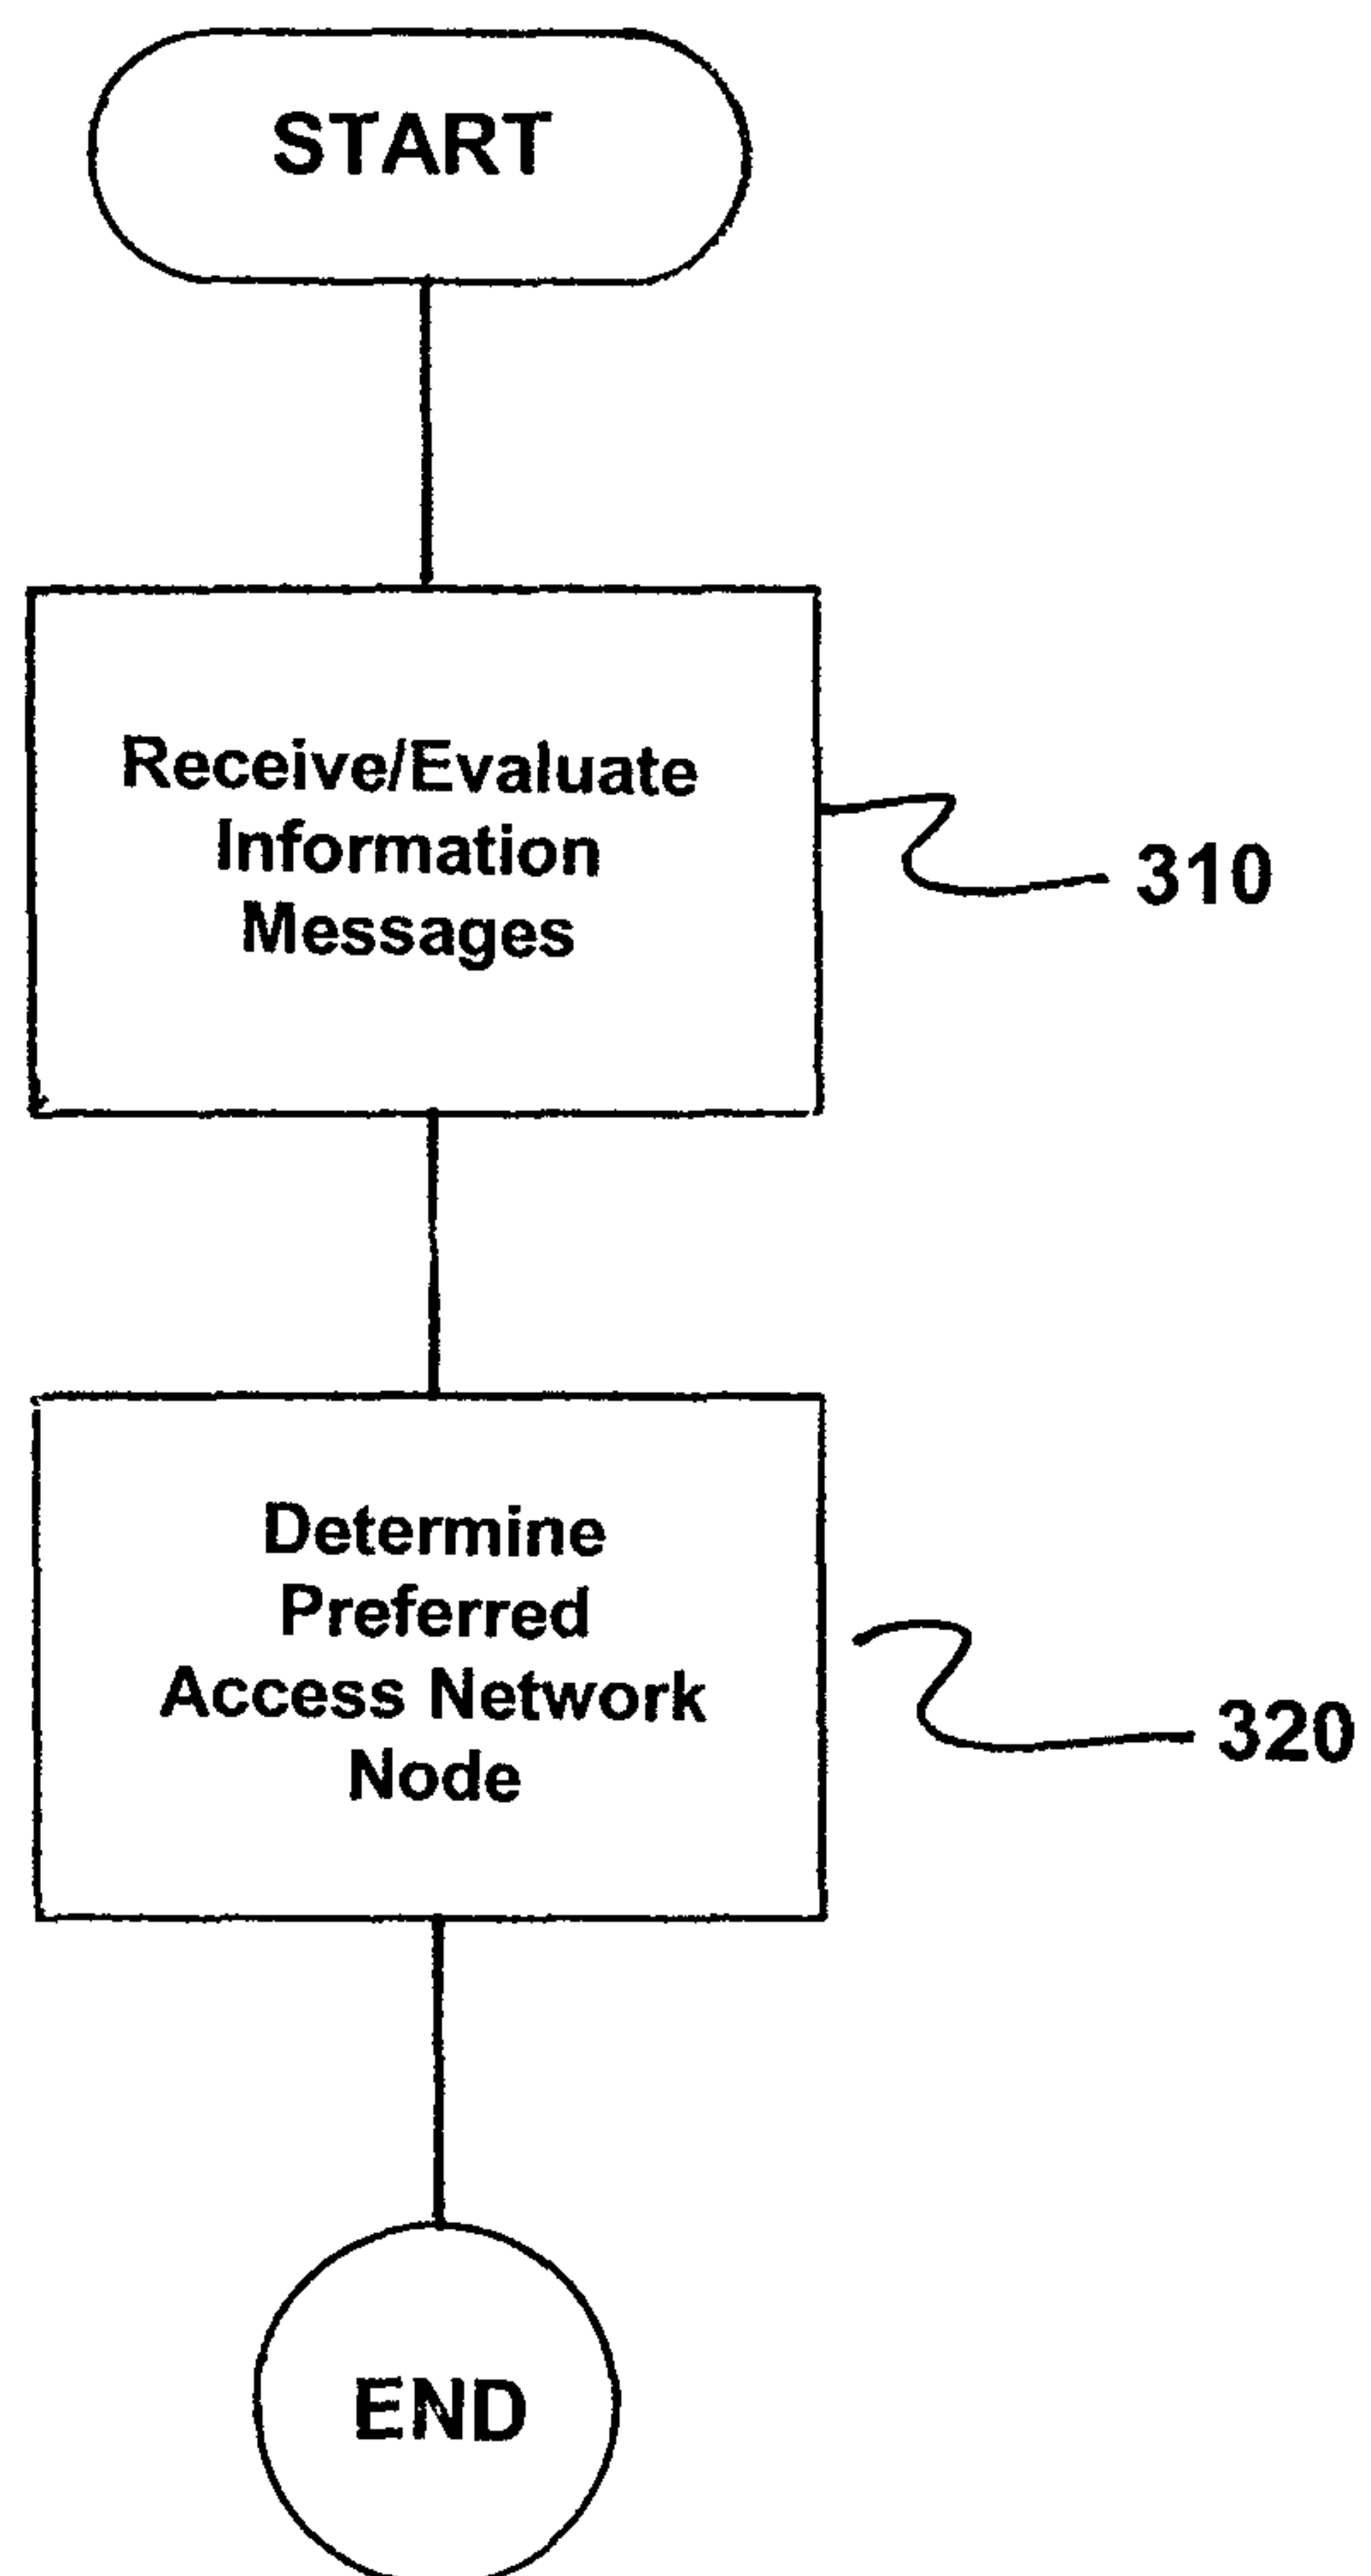 START
Receive/Evaluate
Information
Messages
310
Determine
Preferred
Access Network
Node
320
END